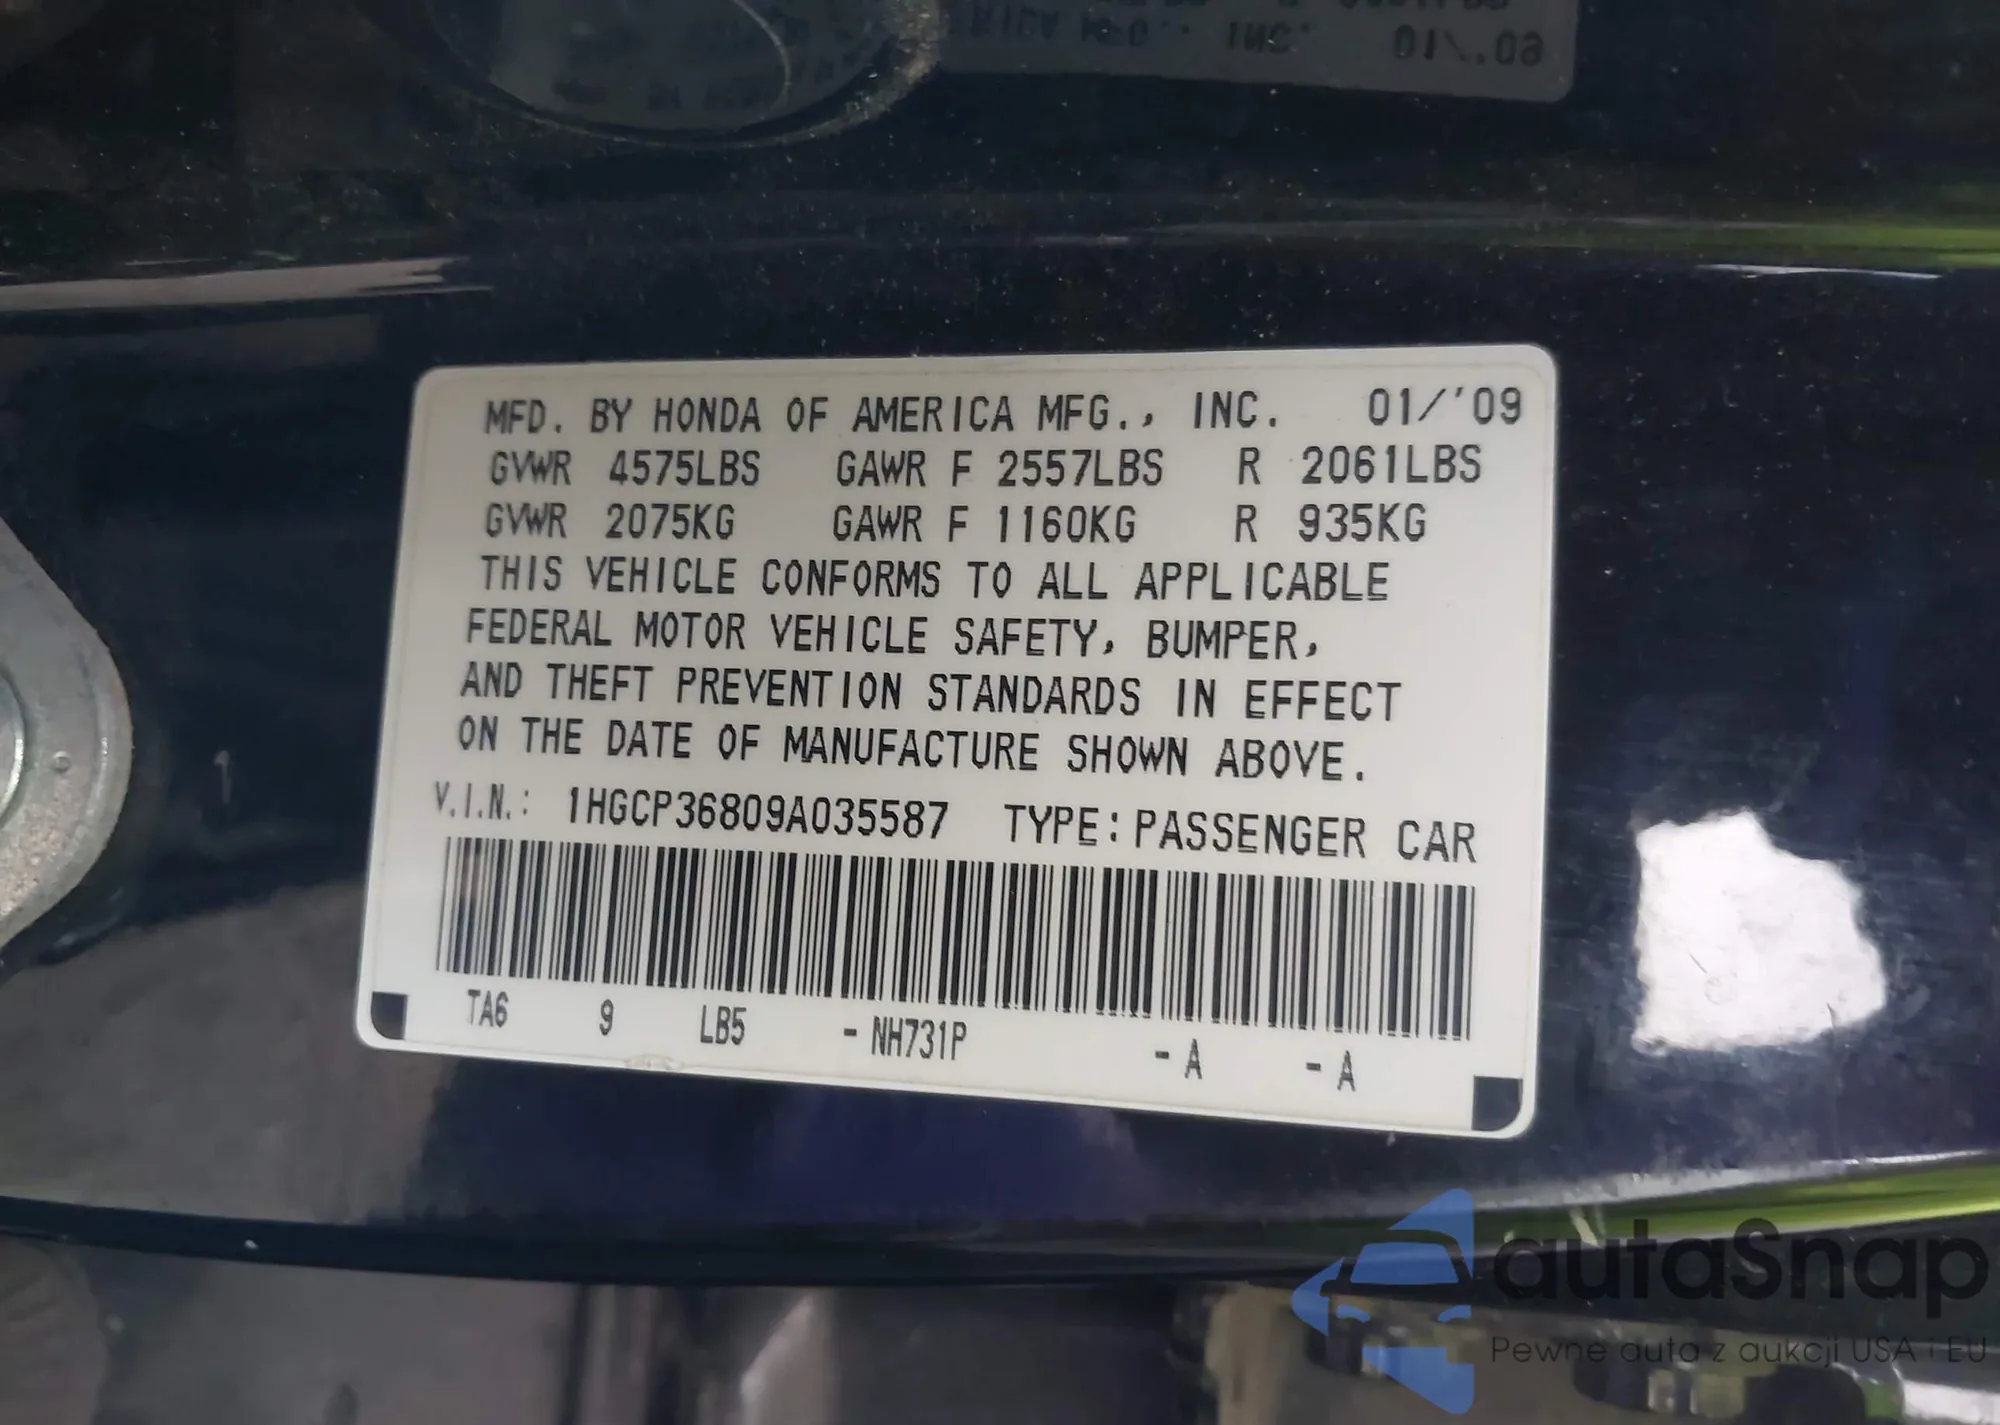 MFD. BY HONDA OF AMERICA MFG., INC. 01/'09
GVWR 4575LBS GAWR F 2557LBS R 2061LBS
GVWR 2075KG GAWR F 1160KG R 935KG
THIS VEHICLE CONFORMS TO ALL APPLICABLE
FEDERAL MOTOR VEHICLE SAFETY, BUMPER,
AND THEFT PREVENTION STANDARDS IN EFFECT
ON THE DATE OF MANUFACTURE SHOWN ABOVE.
V.I.N.: 1HGCP36809A035587 TYPE: PASSENGER CAR
TA6 9 LB5 - NH731P - A - A
autaSnap
Pewne auta z aukcji USA i EU